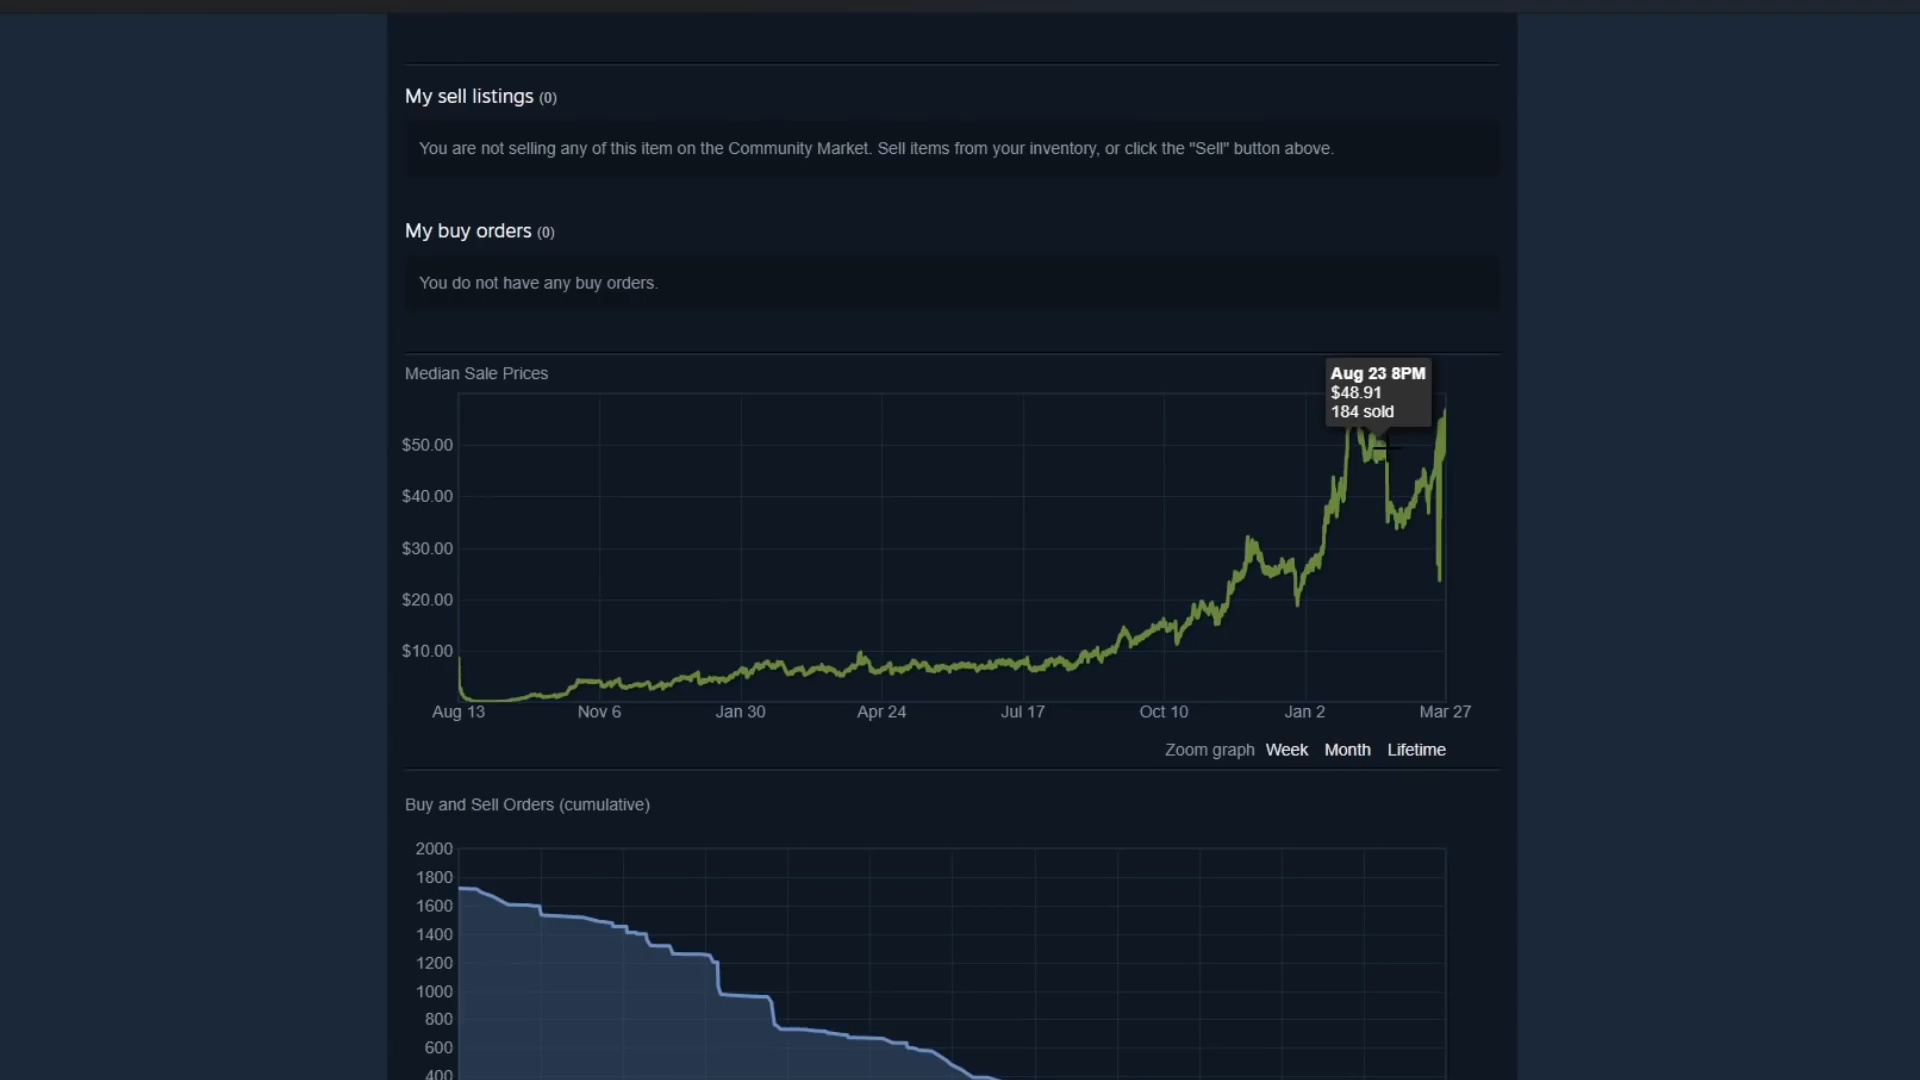 My sell listings (0)
You are not selling any of this item on the Community Market. Sell items from your inventory, or click the "Sell" button above.
My buy orders (0)
You do not have any buy orders.
Median Sale Prices
Aug 23 8PM
$48.91
184 sold
$50.00
$40.00
$30.00
$20.00
$10.00
Aug 13 Nov 6 Jan 30 Apr 24 Jul 17 Oct 10 Jan 2 Mar 27
Zoom graph Week Month Lifetime
Buy and Sell Orders (cumulative)
2000
1800
1600
1400
1200
1000
800
600
400